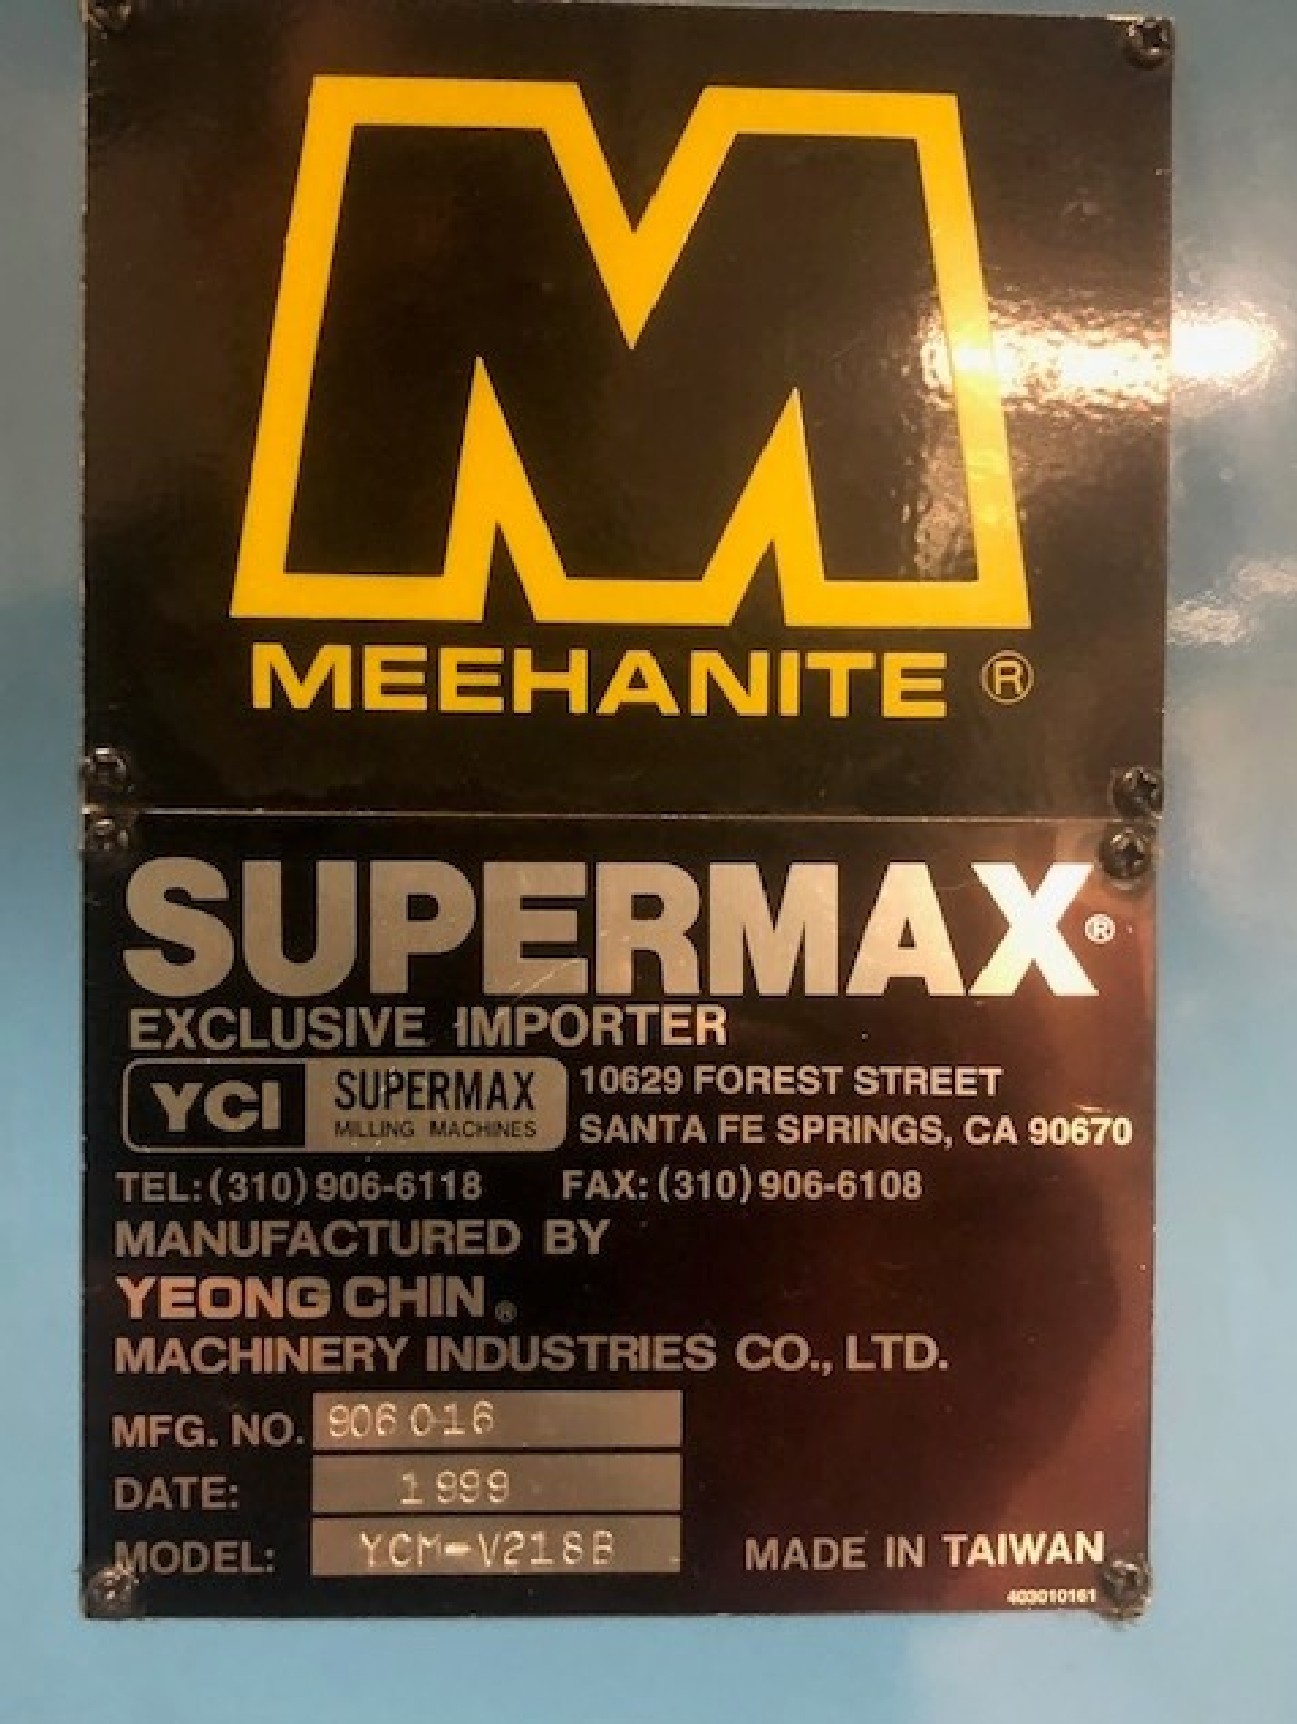 MEEHANITE ®
SUPERMAX®
EXCLUSIVE IMPORTER
YCI SUPERMAX
MILLING MACHINES
10629 FOREST STREET
SANTA FE SPRINGS, CA 90670
TEL: (310) 906-6118 FAX: (310) 906-6108
MANUFACTURED BY
YEONG CHIN®
MACHINERY INDUSTRIES CO., LTD.
MFG. NO. 906016
DATE: 1999
MODEL: YCM-V218B
MADE IN TAIWAN
403010161